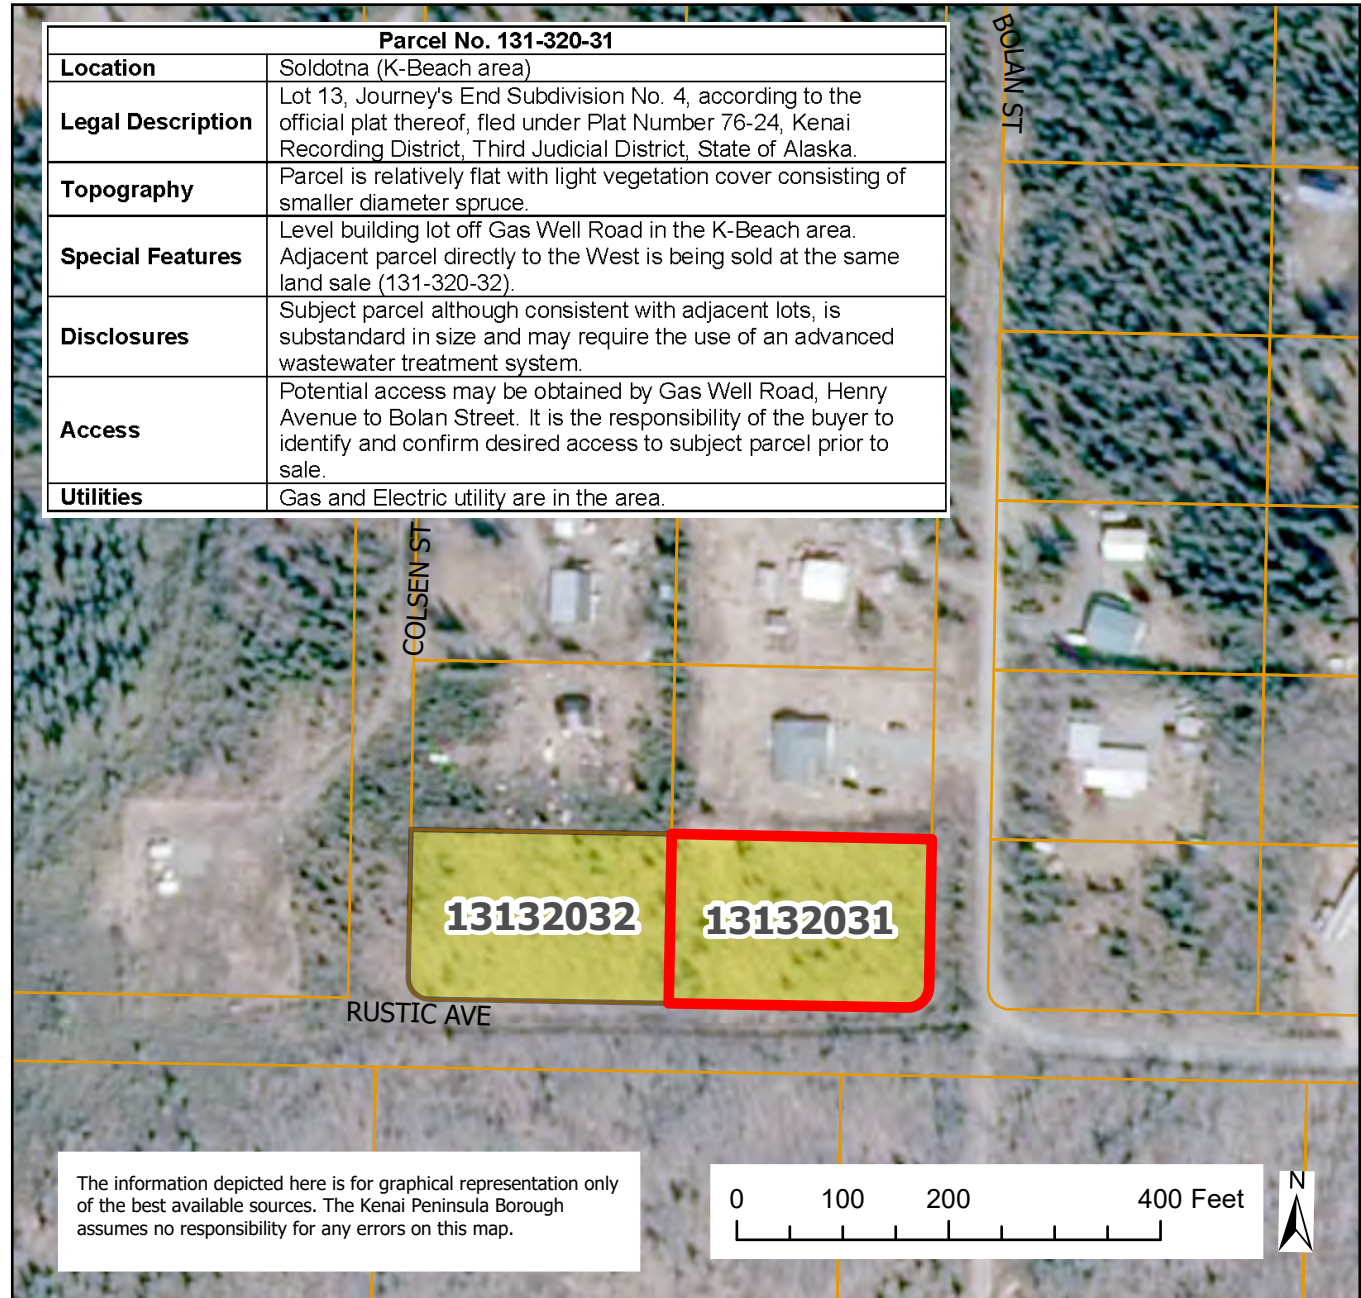 Parcel No. 131-320-31
Location
Soldotna (K-Beach area)
Legal Description
Lot 13, Journey's End Subdivision No. 4, according to the
official plat thereof, fled under Plat Number 76-24, Kenai
Recording District, Third Judicial District, State of Alaska.
Topography
Parcel is relatively flat with light vegetation cover consisting of
smaller diameter spruce.
Special Features
Level building lot off Gas Well Road in the K-Beach area.
Adjacent parcel directly to the West is being sold at the same
land sale (131-320-32).
Disclosures
Subject parcel although consistent with adjacent lots, is
substandard in size and may require the use of an advanced
wastewater treatment system.
Access
Potential access may be obtained by Gas Well Road, Henry
Avenue to Bolan Street. It is the responsibility of the buyer to
identify and confirm desired access to subject parcel prior to
sale.
Utilities
Gas and Electric utility are in the area.
BOLAN ST
COLSEN ST
13132032
13132031
RUSTIC AVE
The information depicted here is for graphical representation only
of the best available sources. The Kenai Peninsula Borough
assumes no responsibility for any errors on this map.
0 100 200 400 Feet
N